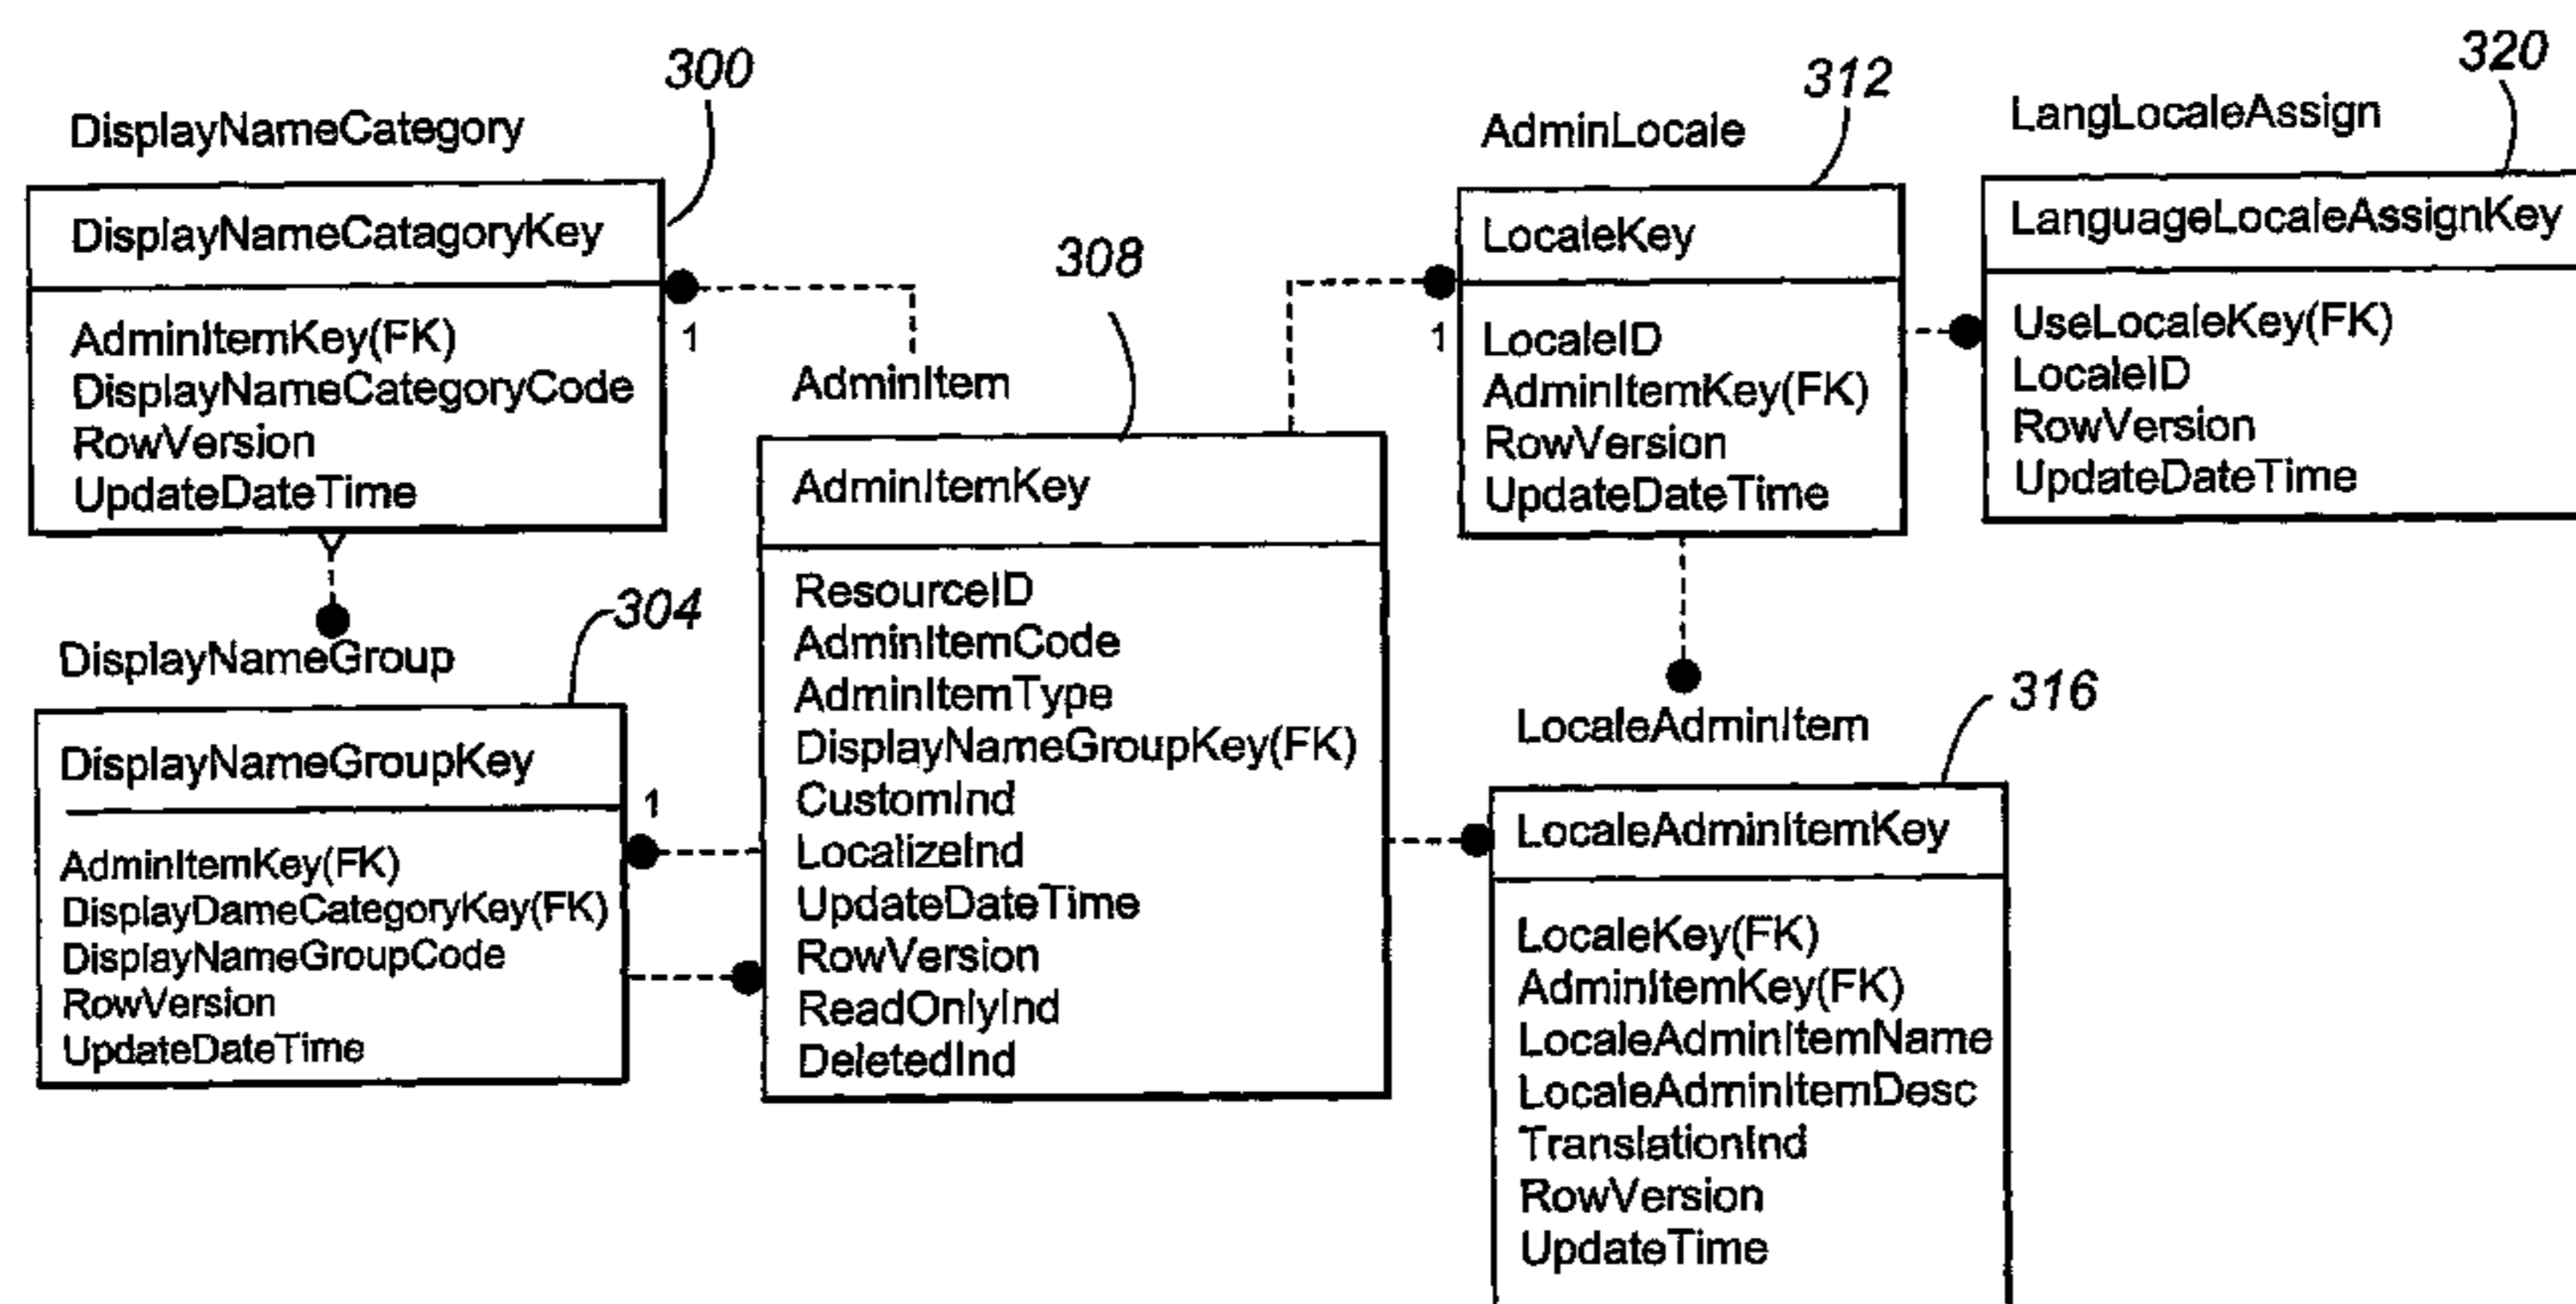 300
DisplayNameCategory
DisplayNameCatagoryKey
AdminItemKey(FK)
DisplayNameCategoryCode
RowVersion
UpdateDateTime
1
304
DisplayNameGroup
DisplayNameGroupKey
AdminItemKey(FK)
DisplayDameCategoryKey(FK)
DisplayNameGroupCode
RowVersion
UpdateDateTime
1
308
AdminItem
AdminItemKey
ResourceID
AdminItemCode
AdminItemType
DisplayNameGroupKey(FK)
CustomInd
LocalizeInd
UpdateDateTime
RowVersion
ReadOnlyInd
DeletedInd
312
AdminLocale
LocaleKey
1
LocaleID
AdminItemKey(FK)
RowVersion
UpdateDateTime
320
LangLocaleAssign
LanguageLocaleAssignKey
UseLocaleKey(FK)
LocaleID
RowVersion
UpdateDateTime
316
LocaleAdminItem
LocaleAdminItemKey
LocaleKey(FK)
AdminItemKey(FK)
LocaleAdminItemName
LocaleAdminItemDesc
TranslationInd
RowVersion
UpdateTime